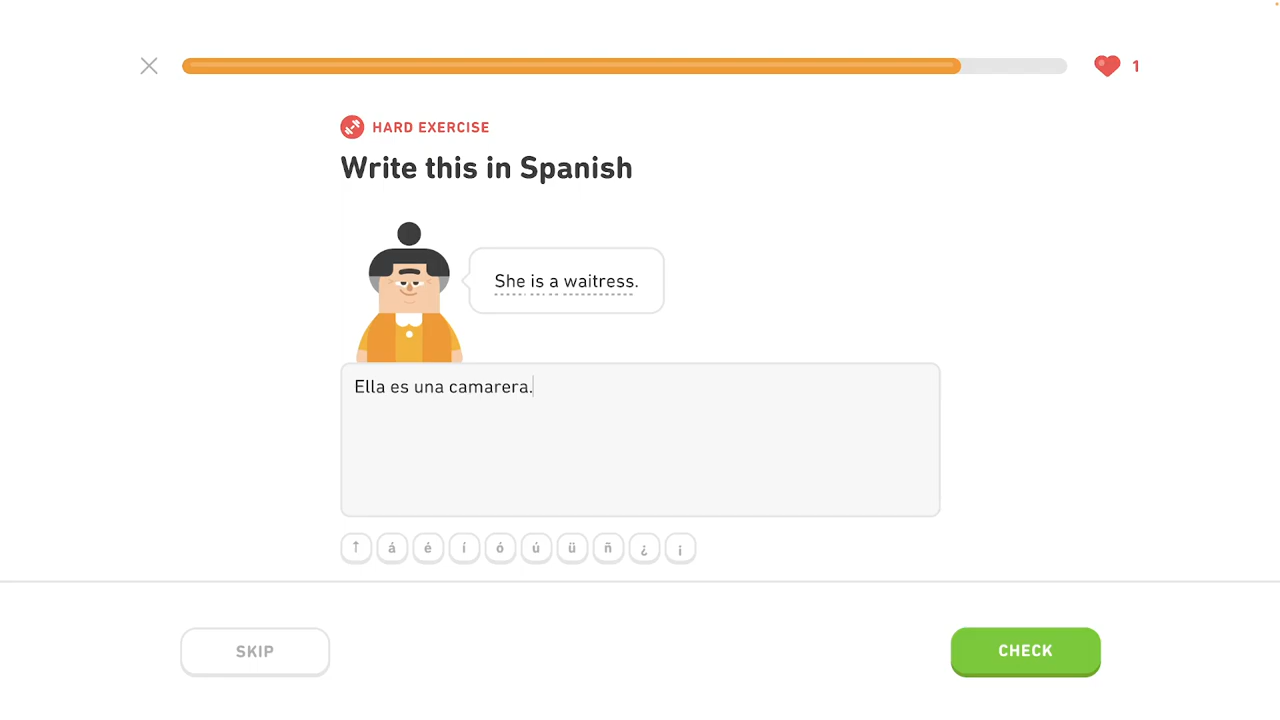 1
HARD EXERCISE
Write this in Spanish
She is a waitress.
Ella es una camarera.
↑ á é í ó ú ü ñ ¿ ¡
SKIP
CHECK